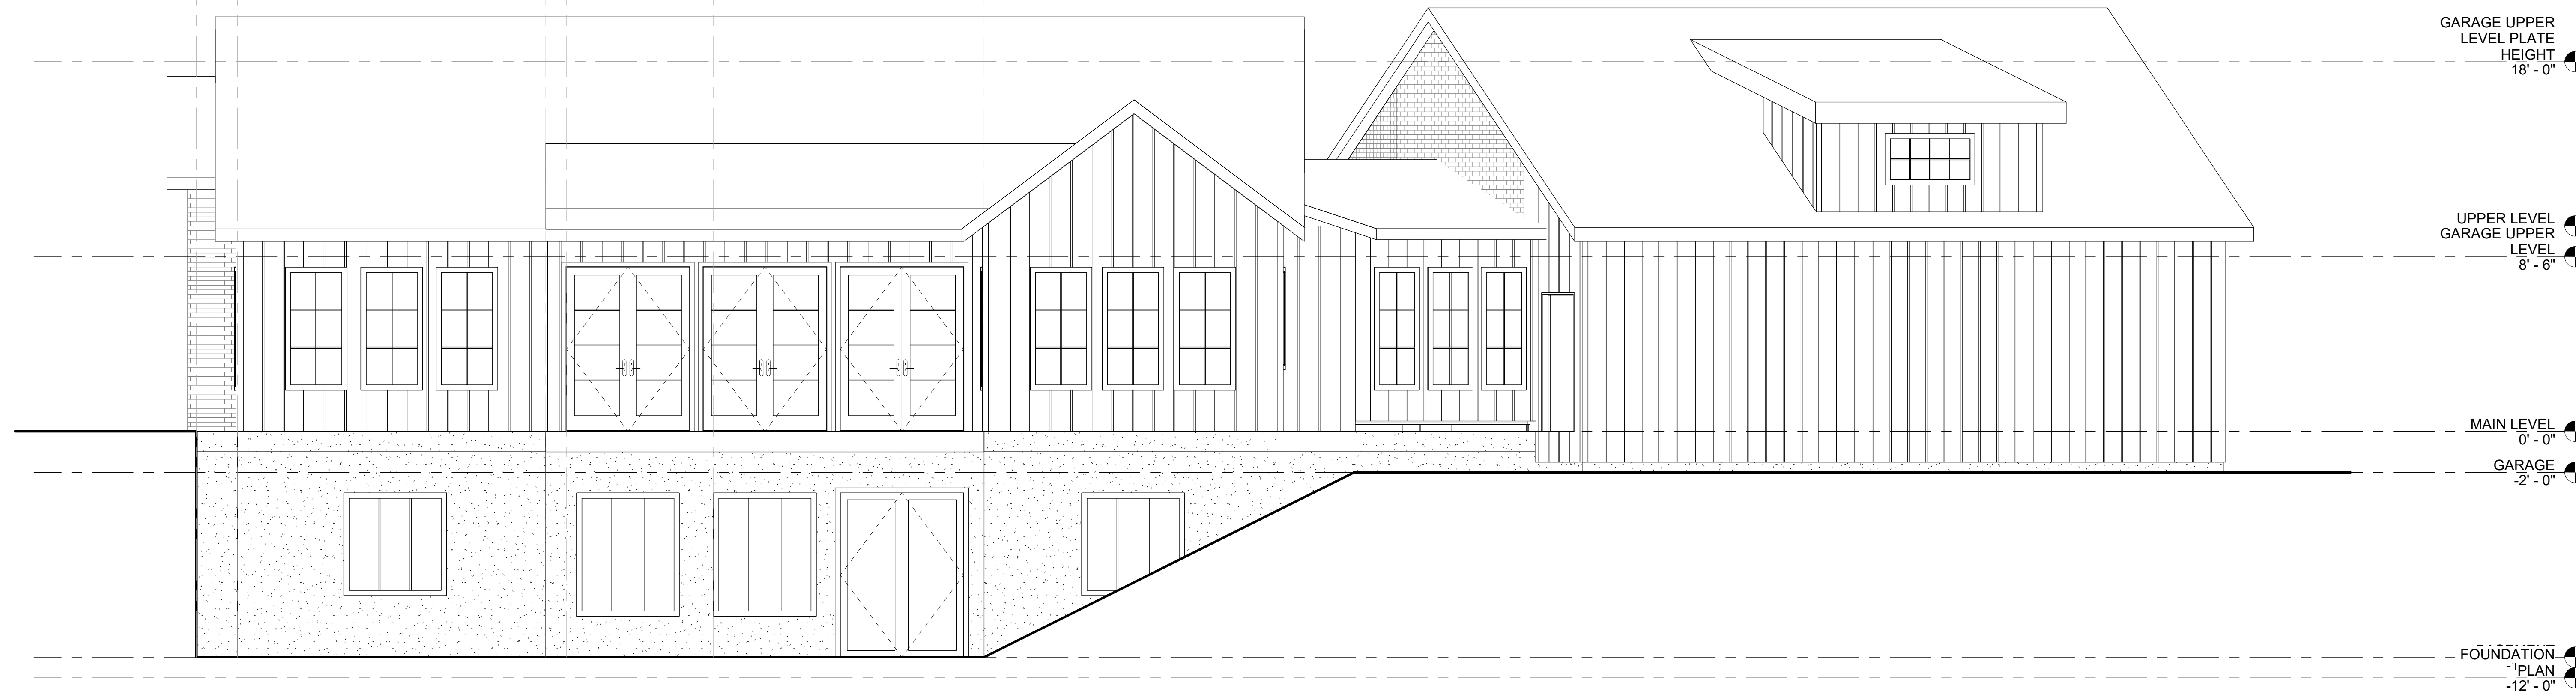 GARAGE UPPER
LEVEL PLATE
HEIGHT
18' - 0"
UPPER LEVEL
GARAGE UPPER
LEVEL
8' - 6"
MAIN LEVEL
0' - 0"
GARAGE
-2' - 0"
FOUNDATION
PLAN
-12' - 0"